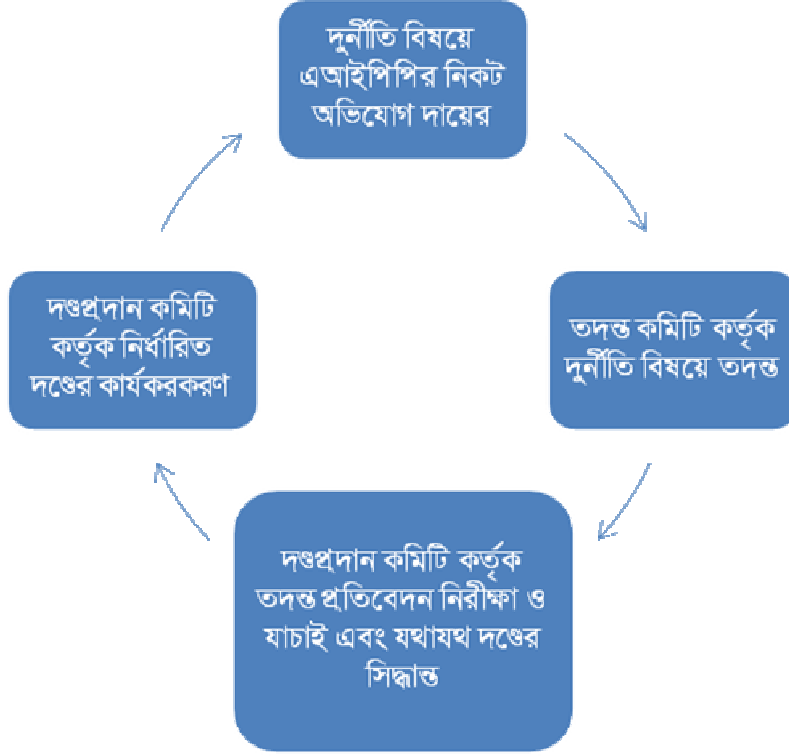 দুর্নীতি বিষয়ে
এআইপিপির নিকট
অভিযোগ দায়ের
তদন্ত কমিটি কর্তৃক
দুর্নীতি বিষয়ে তদন্ত
দণ্ডপ্রদান কমিটি কর্তৃক
তদন্ত প্রতিবেদন নিরীক্ষা ও
যাচাই এবং যথাযথ দণ্ডের
সিদ্ধান্ত
দণ্ডপ্রদান কমিটি
কর্তৃক নির্ধারিত
দণ্ডের কার্যকরকরণ